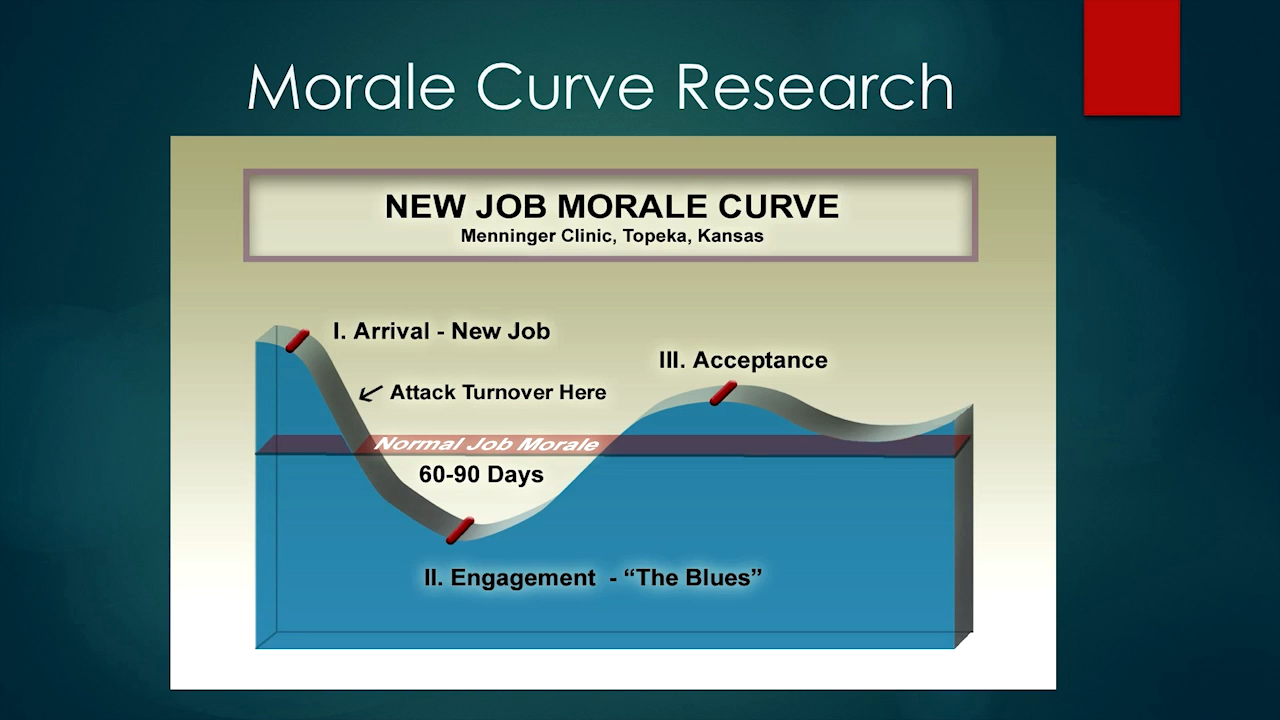 Morale Curve Research
NEW JOB MORALE CURVE
Menninger Clinic, Topeka, Kansas
I. Arrival - New Job
III. Acceptance
Attack Turnover Here
Normal Job Morale
60-90 Days
II. Engagement - “The Blues”